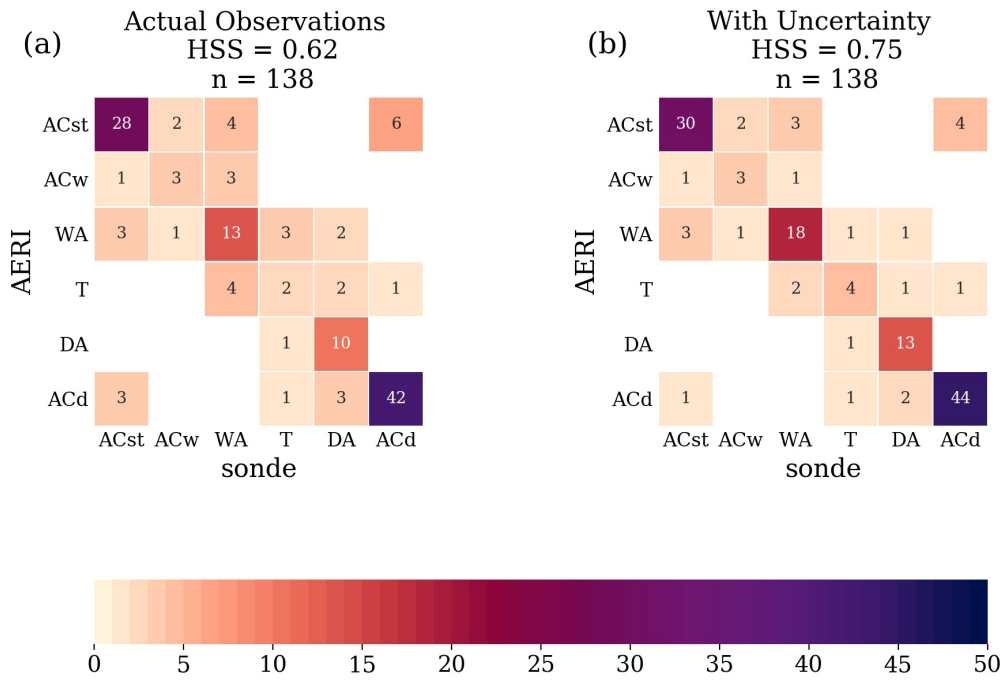 (a)
Actual Observations
HSS = 0.62
n = 138
ACst 28 2 4 6
ACw 1 3 3
WA 3 1 13 3 2
T 4 2 2 1
DA 1 10
ACd 3 1 3 42
ACst ACw WA T DA ACd
AERI
sonde
(b)
With Uncertainty
HSS = 0.75
n = 138
ACst 30 2 3 4
ACw 1 3 1
WA 3 1 18 1 1
T 2 4 1 1
DA 1 13
ACd 1 1 2 44
ACst ACw WA T DA ACd
AERI
sonde
0 5 10 15 20 25 30 35 40 45 50